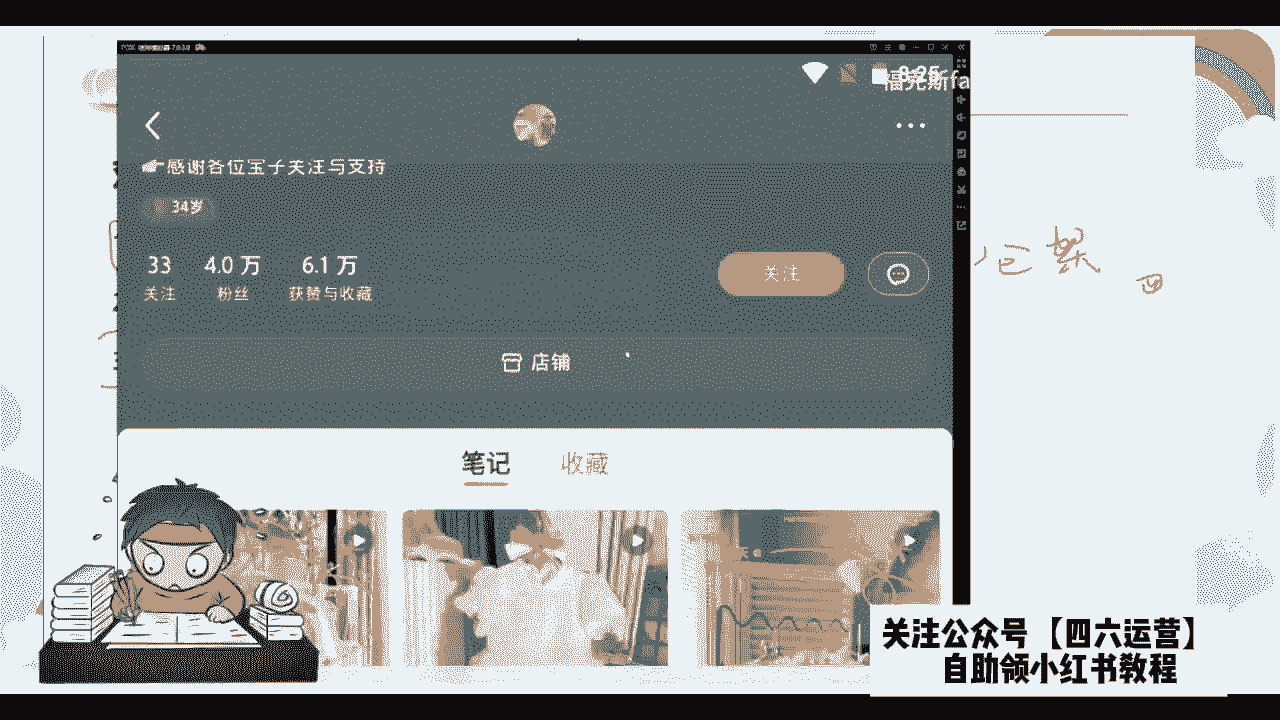 8:25
福克斯fa
感谢各位宝子关注与支持
34岁
33 4.0 万 6.1 万
关注 粉丝 获赞与收藏
关注
店铺
笔记 收藏
四
关注公众号【四六运营】
自助领小红书教程